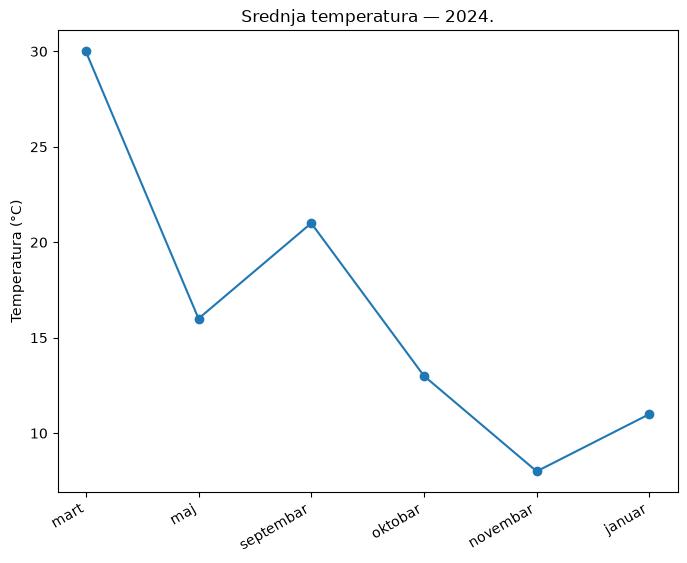 Srednja temperatura — 2024.
Temperatura (°C)
30
25
20
15
10
mart
maj
septembar
oktobar
novembar
januar